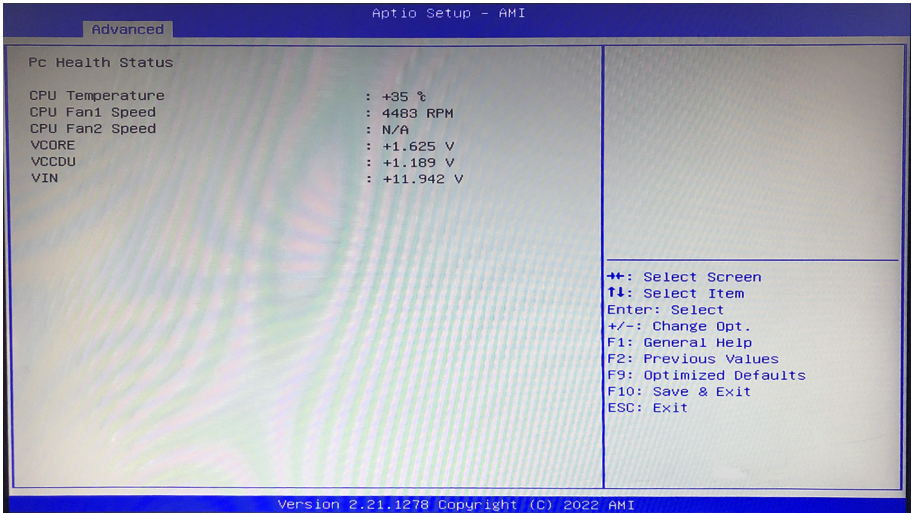 Aptio Setup - AMI
Advanced
Pc Health Status
CPU Temperature : +35 ℃
CPU Fan1 Speed : 4483 RPM
CPU Fan2 Speed : N/A
VCORE : +1.625 V
VCCDU : +1.189 V
VIN : +11.942 V
→←: Select Screen
↑↓: Select Item
Enter: Select
+/-: Change Opt.
F1: General Help
F2: Previous Values
F9: Optimized Defaults
F10: Save & Exit
ESC: Exit
Version 2.21.1278 Copyright (C) 2022 AMI